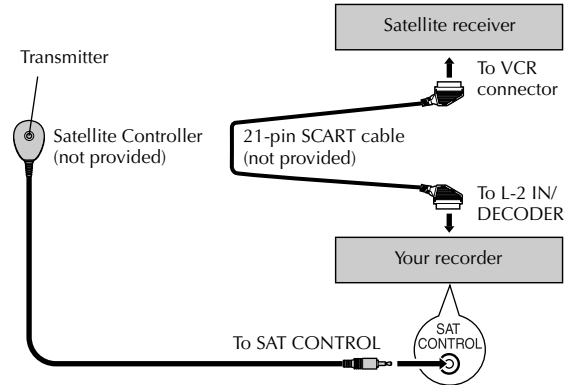 Satellite receiver
Transmitter
To VCR
connector
Satellite Controller
(not provided)
21-pin SCART cable
(not provided)
To L-2 IN/
DECODER
Your recorder
SAT
CONTROL
To SAT CONTROL